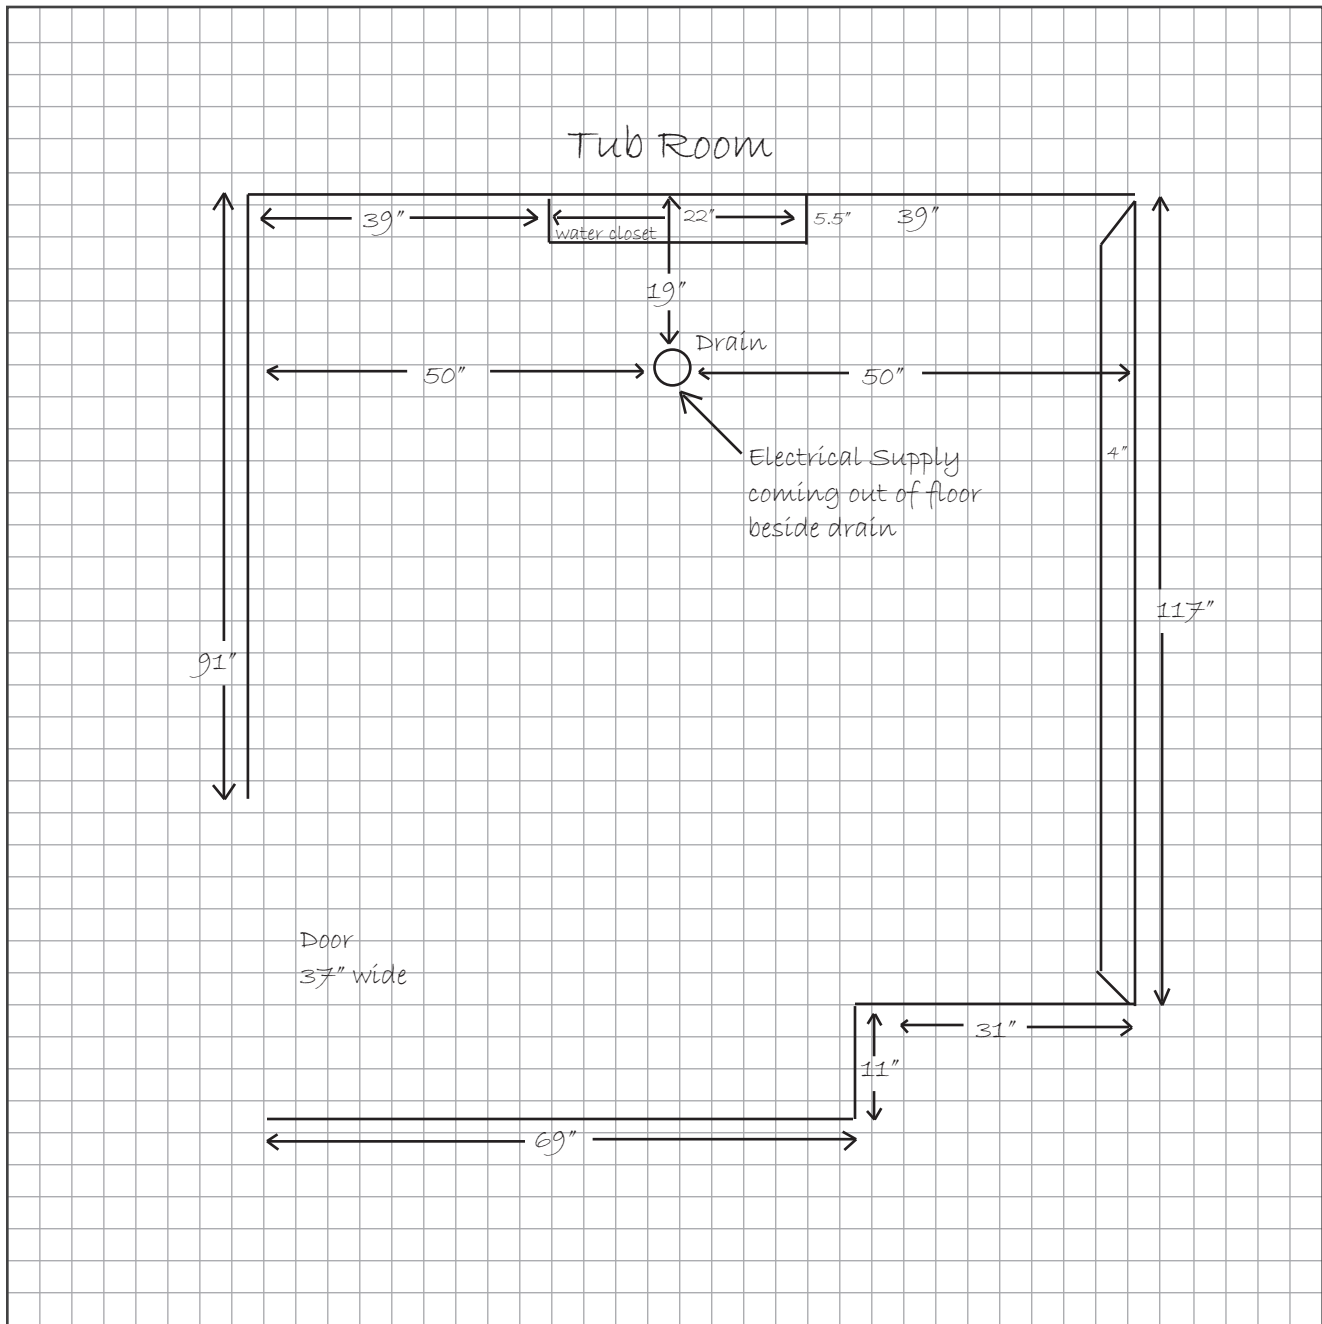 Tub Room
39" 22" 5.5" 39"
water closet
19"
Drain
50" 50"
4"
Electrical Supply
coming out of floor
beside drain
117"
91"
Door
37" wide
31"
11"
69"